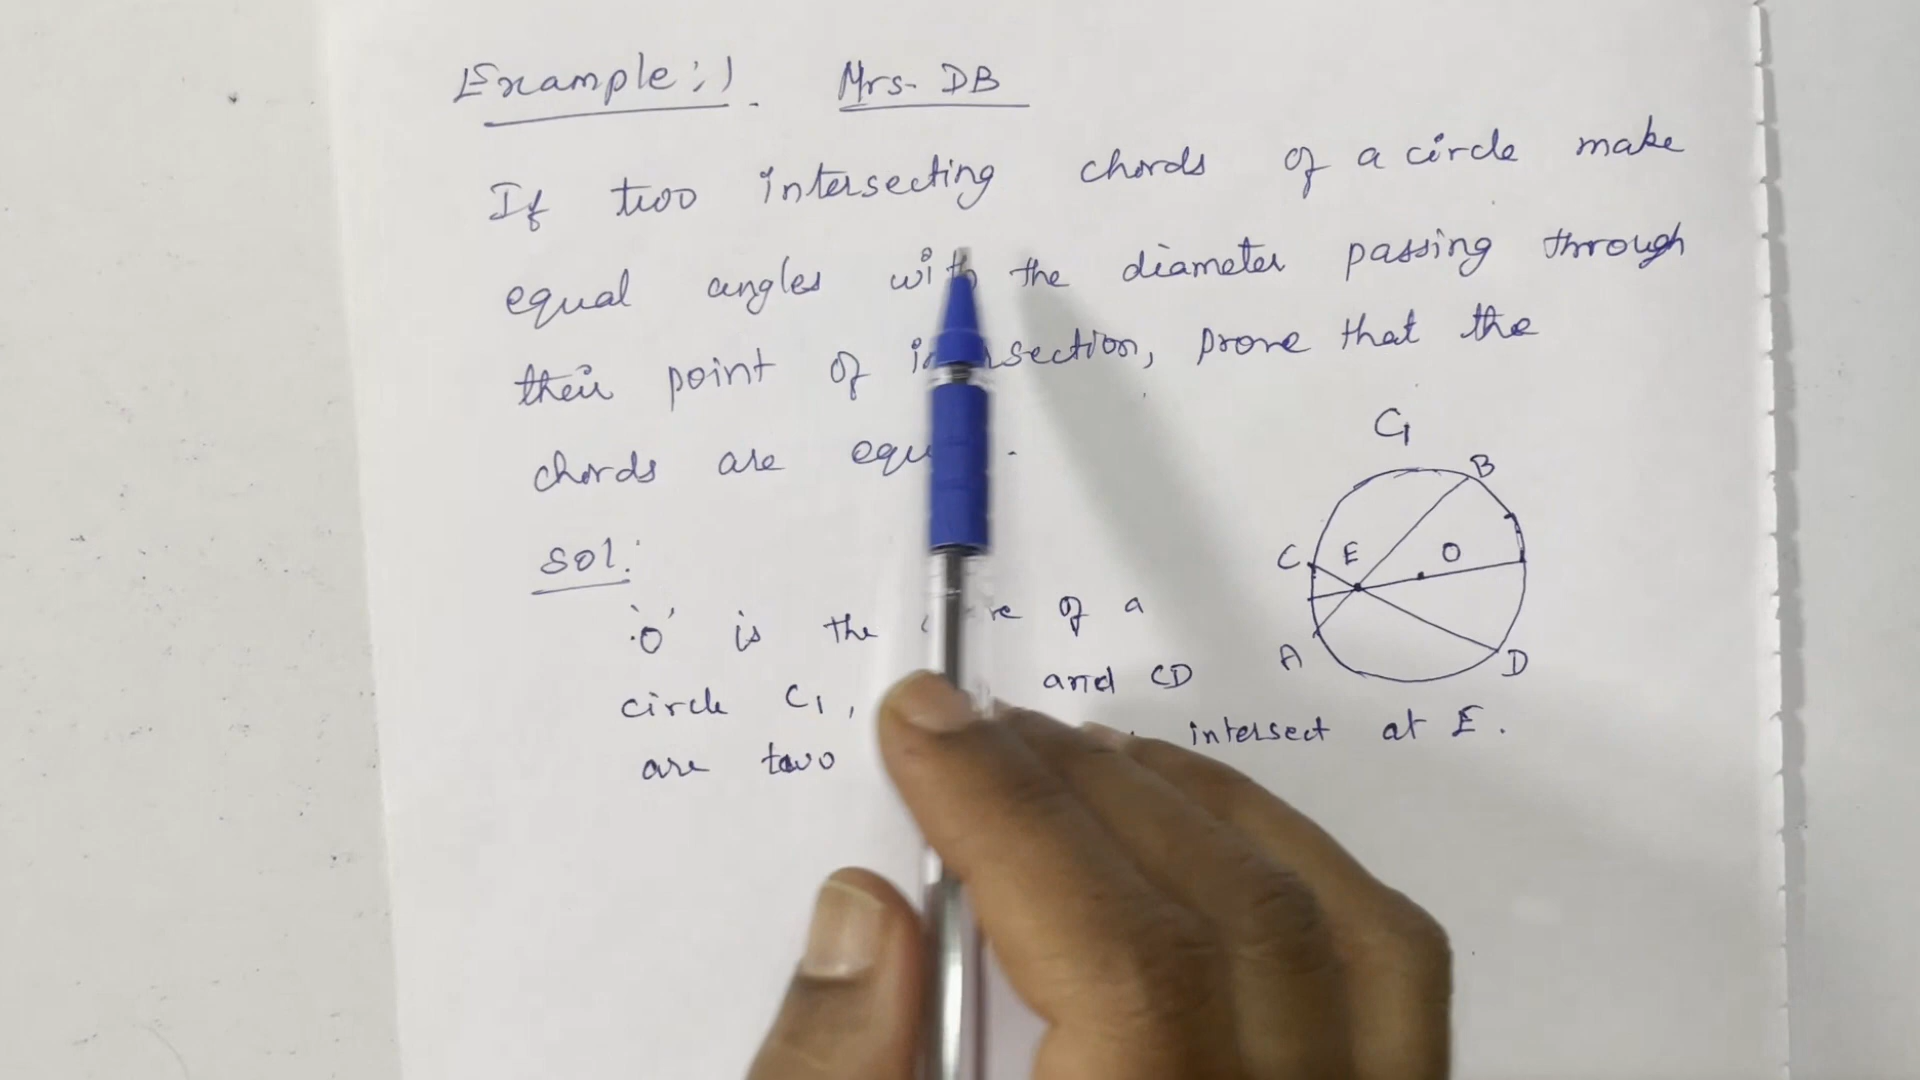 Example:1. Mrs- DB
If two intersecting chords of a circle make
equal angles with the diameter passing through
their point of intersection, prove that the
chords are
Sol:
'O' is the of a
circle C1, and CD
are two intersect at E.
C1
B
C E O
A D